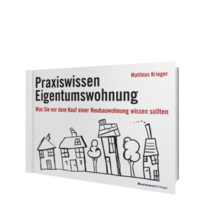 Matthias Krieger
Praxiswissen
Eigentumswohnung
Was Sie vor dem Kauf einer Neubauwohnung wissen sollten